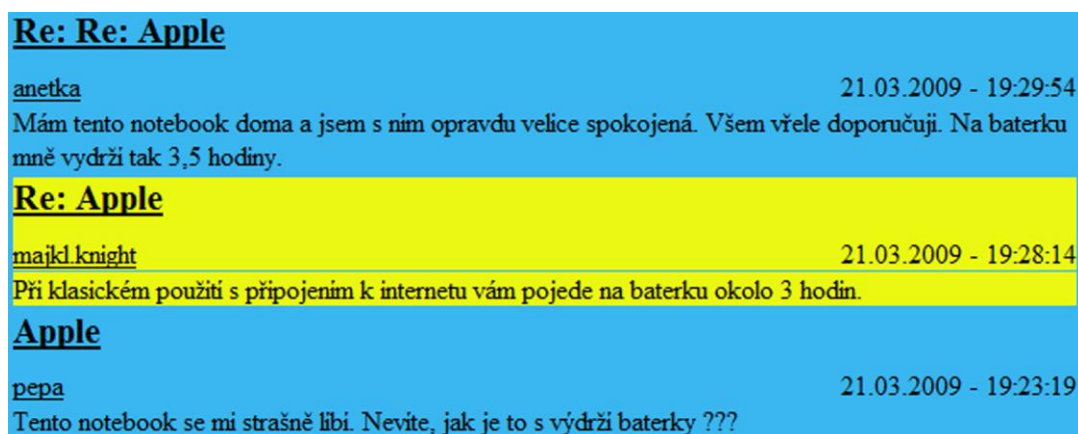 Re: Re: Apple
anetka 21.03.2009 - 19:29:54
Mám tento notebook doma a jsem s ním opravdu velice spokojená. Všem vřele doporučuji. Na baterku
mně vydrží tak 3,5 hodiny.
Re: Apple
majkl.knight 21.03.2009 - 19:28:14
Při klasickém použití s připojením k internetu vám pojede na baterku okolo 3 hodin.
Apple
pepa 21.03.2009 - 19:23:19
Tento notebook se mi strašně líbí. Nevíte, jak je to s výdrží baterky ???